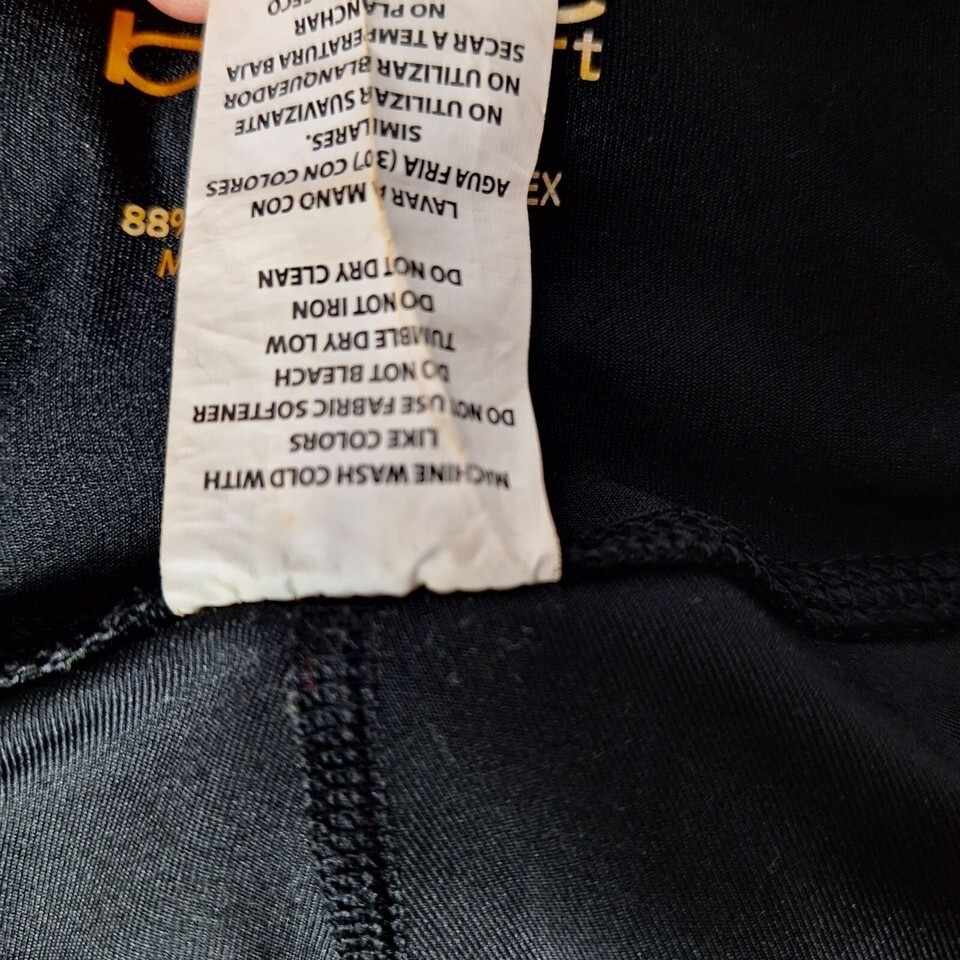 MACHINE WASH COLD WITH
LIKE COLORS
DO NOT USE FABRIC SOFTENER
DO NOT BLEACH
TUMBLE DRY LOW
DO NOT IRON
DO NOT DRY CLEAN
LAVAR A MANO CON
AGUA FRIA (30°) CON COLORES
SIMILARES.
NO UTILIZAR SUAVIZANTE
NO UTILIZAR BLANQUEADOR
SECAR A TEMPERATURA BAJA
NO PLANCHAR
88%